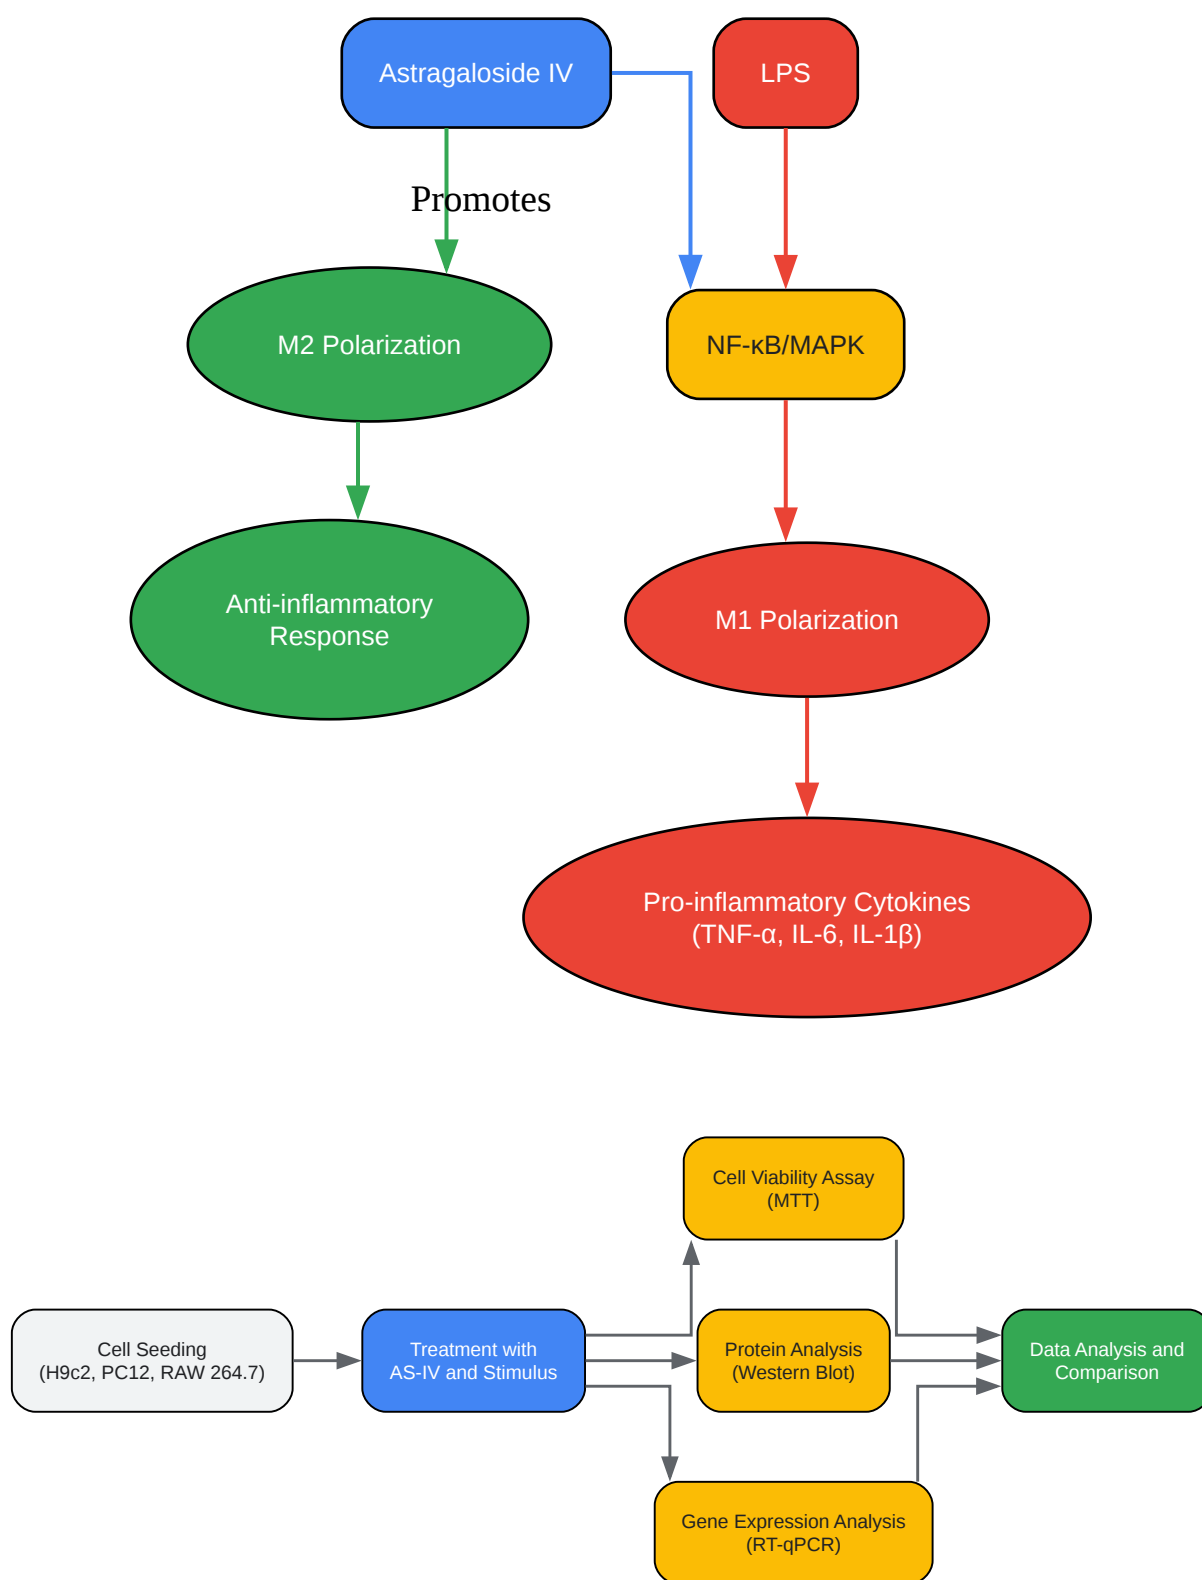 Astragaloside IV
LPS
Promotes
M2 Polarization
NF-κB/MAPK
Anti-inflammatory
Response
M1 Polarization
Pro-inflammatory Cytokines
(TNF-α, IL-6, IL-1β)
Cell Viability Assay
(MTT)
Cell Seeding
(H9c2, PC12, RAW 264.7)
Treatment with
AS-IV and Stimulus
Protein Analysis
(Western Blot)
Data Analysis and
Comparison
Gene Expression Analysis
(RT-qPCR)